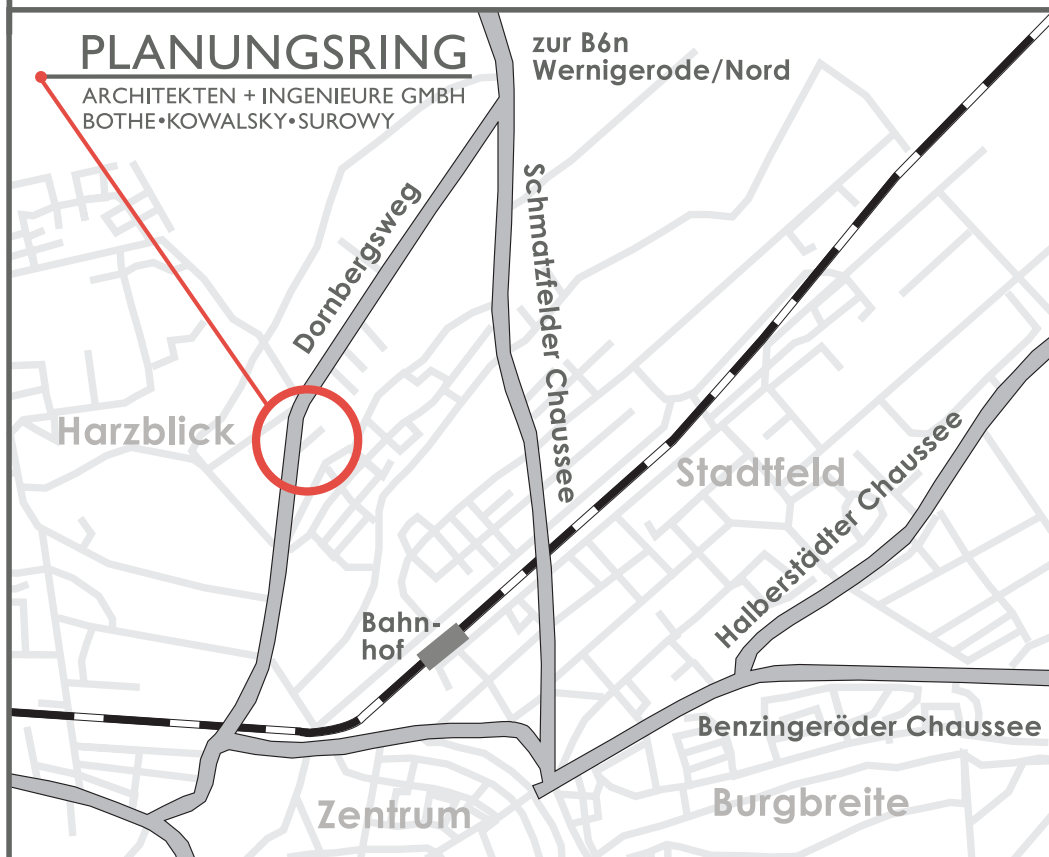 PLANUNGSRING
ARCHITEKTEN + INGENIEURE GMBH
BOTHE•KOWALSKY•SUROWY
zur B6n
Wernigerode/Nord
Dornbergsweg
Schmatzfelder Chaussee
Harzblick
Stadtfeld
Halberstädter Chaussee
Bahn-
hof
Benzingeröder Chaussee
Zentrum
Burgbreite